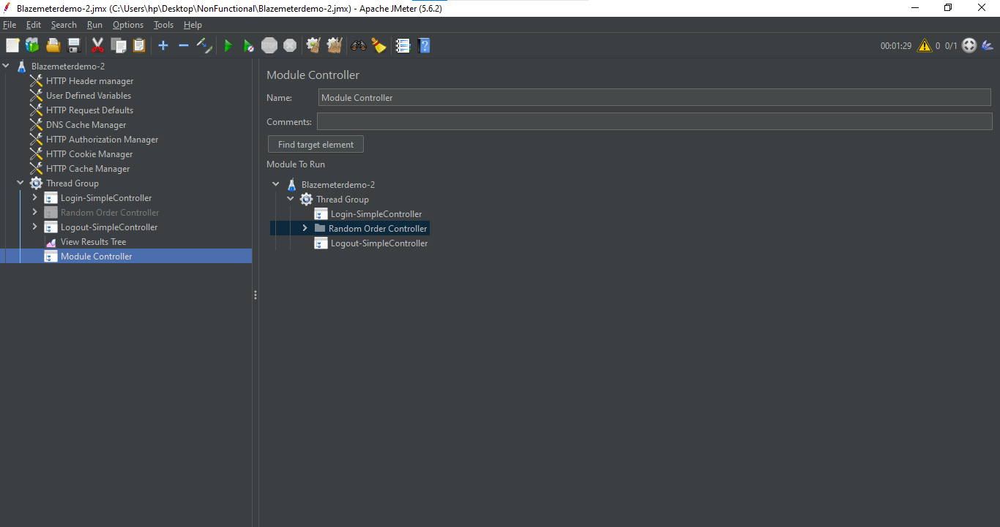 Blazemeterdemo-2.jmx (C:\Users\hp\Desktop\NonFunctional\Blazemeterdemo-2.jmx) - Apache JMeter (5.6.2)
File Edit Search Run Options Tools Help
STOP 00:01:29 0 0/1
Blazemeterdemo-2
HTTP Header manager
User Defined Variables
HTTP Request Defaults
DNS Cache Manager
HTTP Authorization Manager
HTTP Cookie Manager
HTTP Cache Manager
Thread Group
Login-SimpleController
Random Order Controller
Logout-SimpleController
View Results Tree
Module Controller
Module Controller
Name: Module Controller
Comments:
Find target element
Module To Run
Blazemeterdemo-2
Thread Group
Login-SimpleController
Random Order Controller
Logout-SimpleController